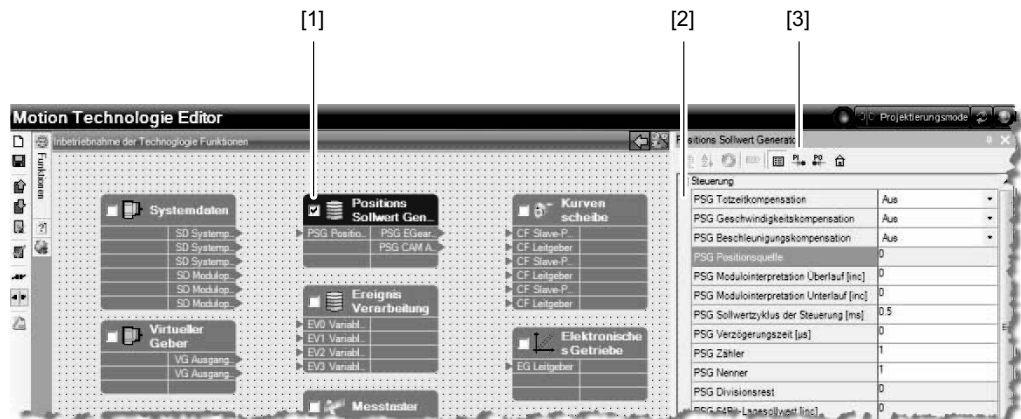 [1]
[2]
[3]
Motion Technologie Editor
Projektierungsmode
Inbetriebnahme der Technologie Funktionen
Funktionen
Systemdaten
SD Systemp...
SD Systemp...
SD Systemp...
SD Modulop...
SD Modulop...
SD Modulop...
Virtueller
Geber
VG Ausgang...
VG Ausgang...
Positions
Sollwert Gen...
PSG Positio... PSG EGear...
PSG CAM A...
Ereignis
Verarbeitung
EV0 Variabl...
EV1 Variabl...
EV2 Variabl...
EV3 Variabl...
Messtaster
Kurven
scheibe
CF Slave-P...
CF Leitgeber
CF Slave-P...
CF Leitgeber
CF Slave-P...
CF Leitgeber
Elektronische
s Getriebe
EG Leitgeber
Positions Sollwert Generator
PI PO
Steuerung
PSG Totzeitkompensation Aus
PSG Geschwindigkeitskompensation Aus
PSG Beschleunigungskompensation Aus
PSG Positionsquelle 0
PSG Modulointerpretation Überlauf [inc] 0
PSG Modulointerpretation Unterlauf [inc] 0
PSG Sollwertzyklus der Steuerung [ms] 0.5
PSG Verzögerungszeit [µs] 0
PSG Zähler 1
PSG Nenner 1
PSG Divisionsrest 0